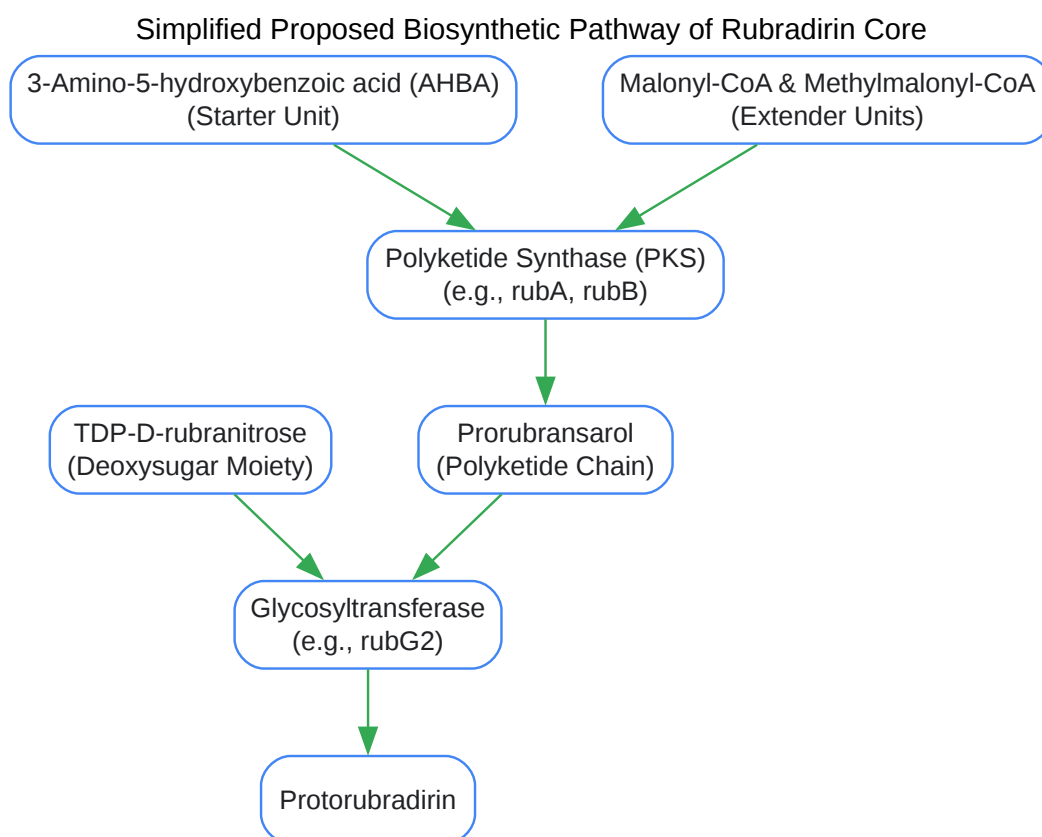 Simplified Proposed Biosynthetic Pathway of Rubradirin Core
3-Amino-5-hydroxybenzoic acid (AHBA)
(Starter Unit)
Malonyl-CoA & Methylmalonyl-CoA
(Extender Units)
Polyketide Synthase (PKS)
(e.g., rubA, rubB)
TDP-D-rubranitrose
(Deoxysugar Moiety)
Prorubransarol
(Polyketide Chain)
Glycosyltransferase
(e.g., rubG2)
Protorubradirin